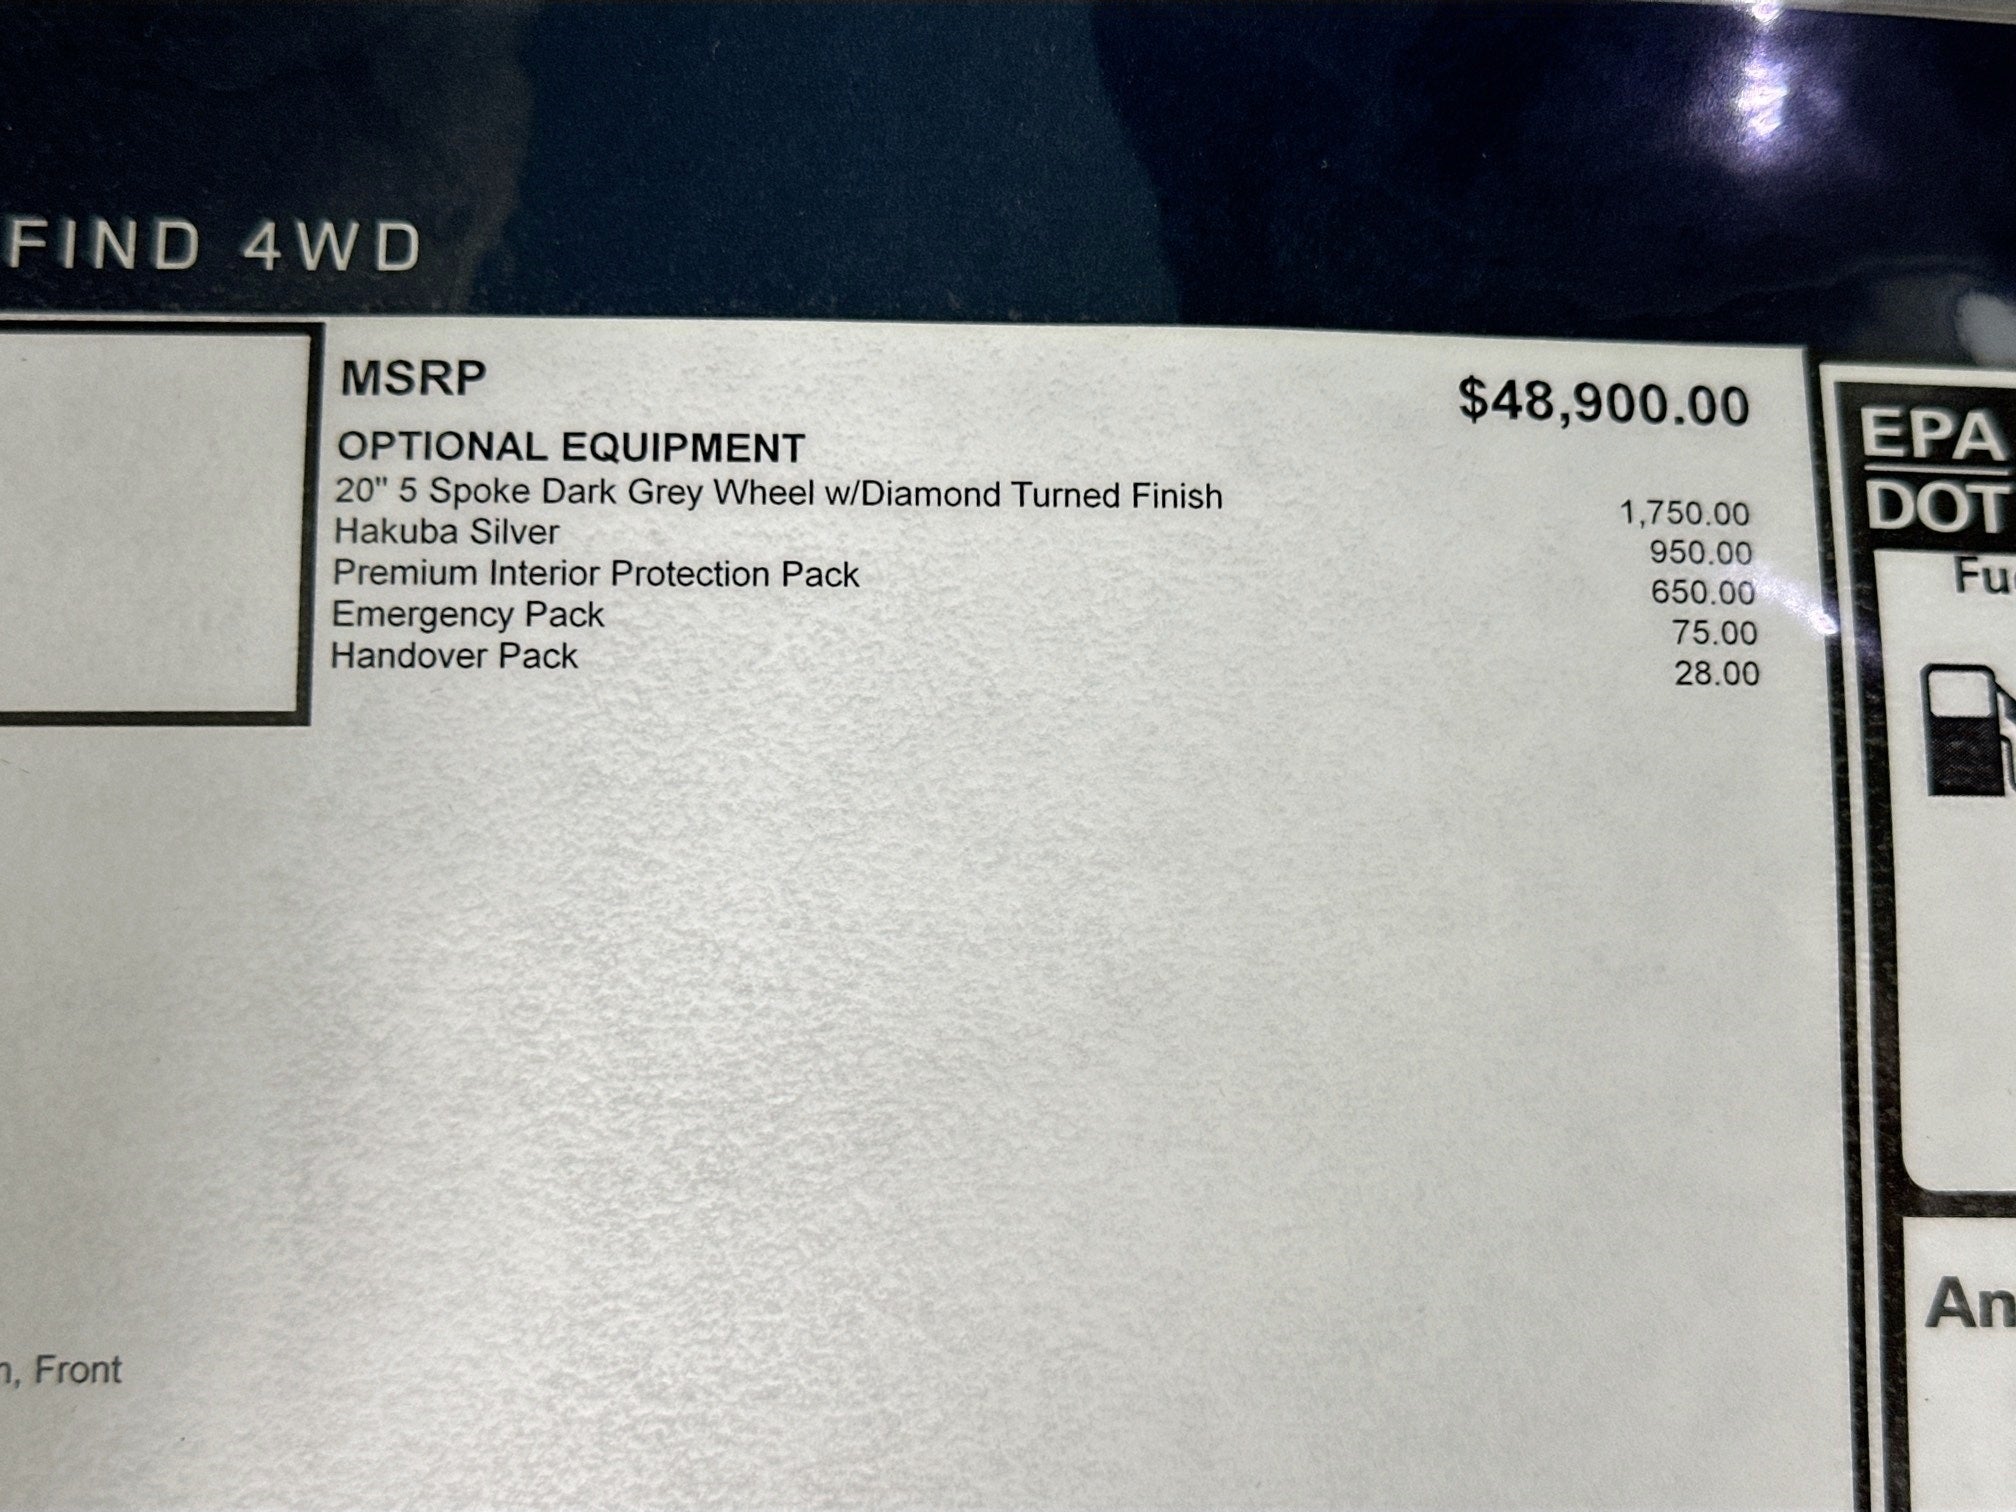 FIND 4WD
MSRP $48,900.00
OPTIONAL EQUIPMENT
20" 5 Spoke Dark Grey Wheel w/Diamond Turned Finish 1,750.00
Hakuba Silver 950.00
Premium Interior Protection Pack 650.00
Emergency Pack 75.00
Handover Pack 28.00
EPA
DOT
Front